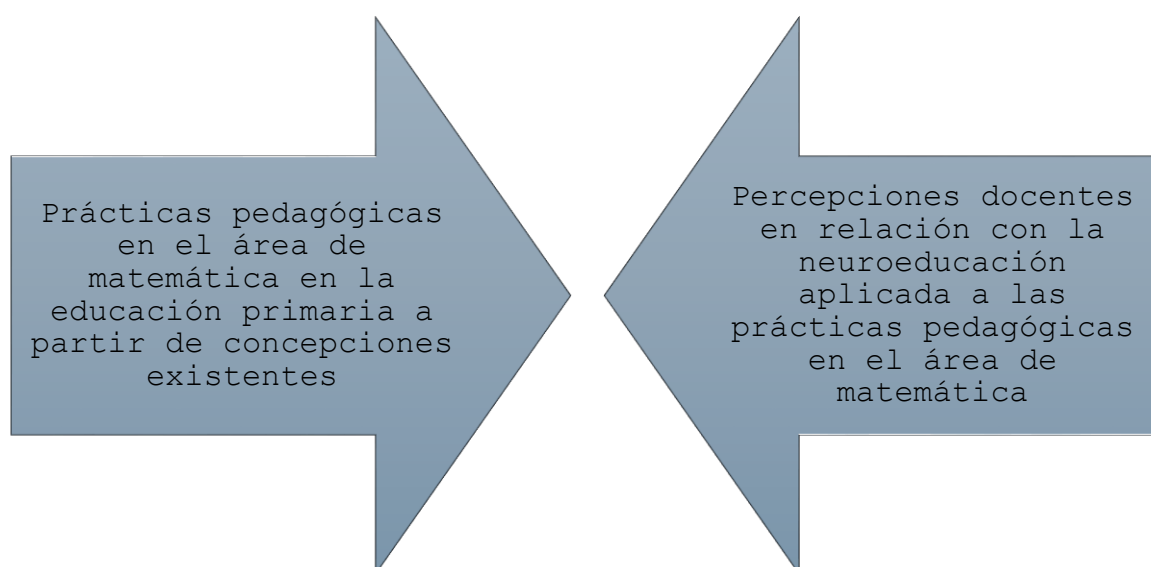 Prácticas pedagógicas
en el área de
matemática en la
educación primaria a
partir de concepciones
existentes
Percepciones docentes
en relación con la
neuroeducación
aplicada a las
prácticas pedagógicas
en el área de
matemática